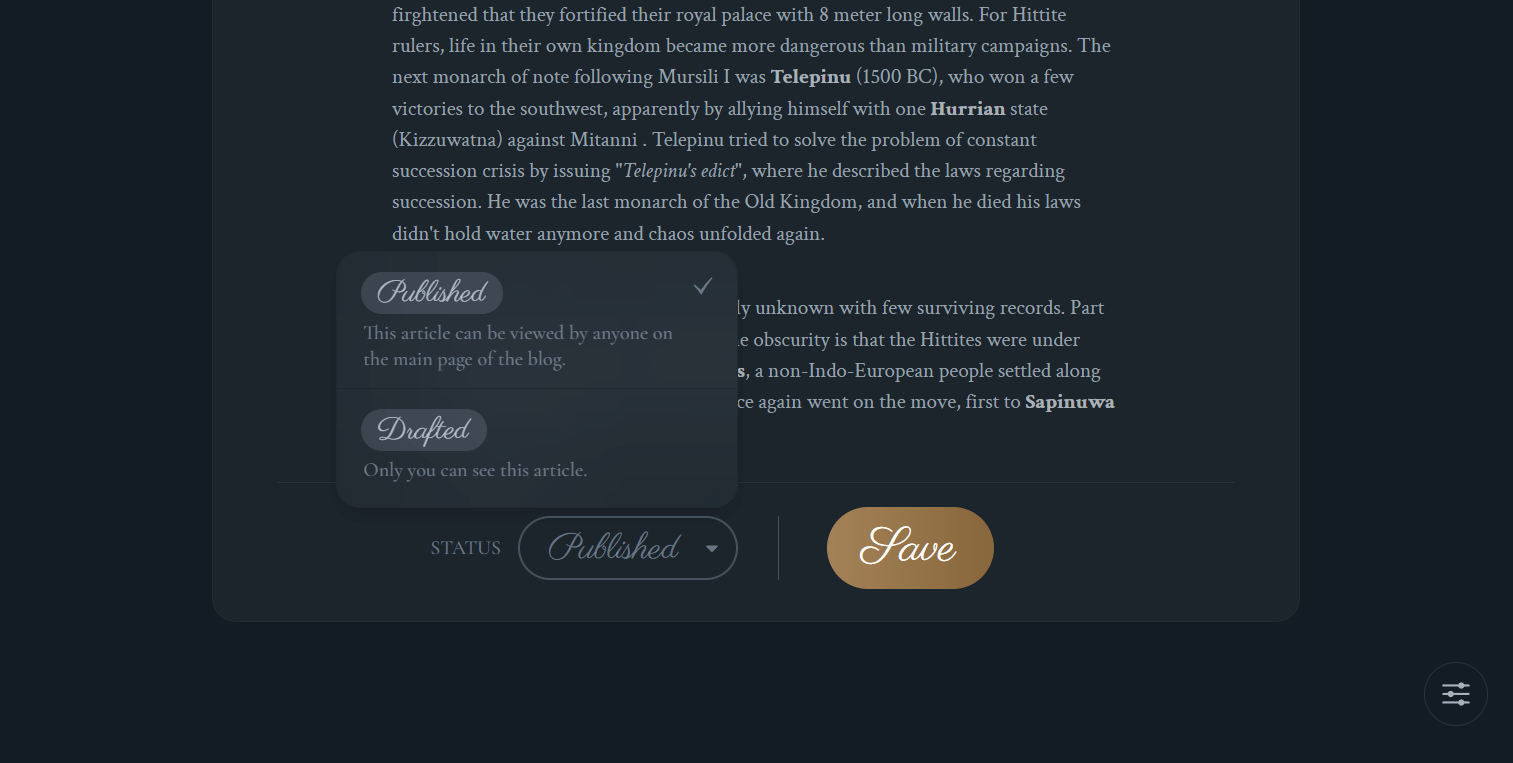 firghtened that they fortified their royal palace with 8 meter long walls. For Hittite
rulers, life in their own kingdom became more dangerous than military campaigns. The
next monarch of note following Mursili I was Telepinu (1500 BC), who won a few
victories to the southwest, apparently by allying himself with one Hurrian state
(Kizzuwatna) against Mitanni . Telepinu tried to solve the problem of constant
succession crisis by issuing "Telepinu's edict", where he described the laws regarding
succession. He was the last monarch of the Old Kingdom, and when he died his laws
didn't hold water anymore and chaos unfolded again.
Published
This article can be viewed by anyone on
the main page of the blog.
Drafted
Only you can see this article.
unknown with few surviving records. Part
obscurity is that the Hittites were under
, a non-Indo-European people settled along
again went on the move, first to Sapinuwa
STATUS
Published
Save